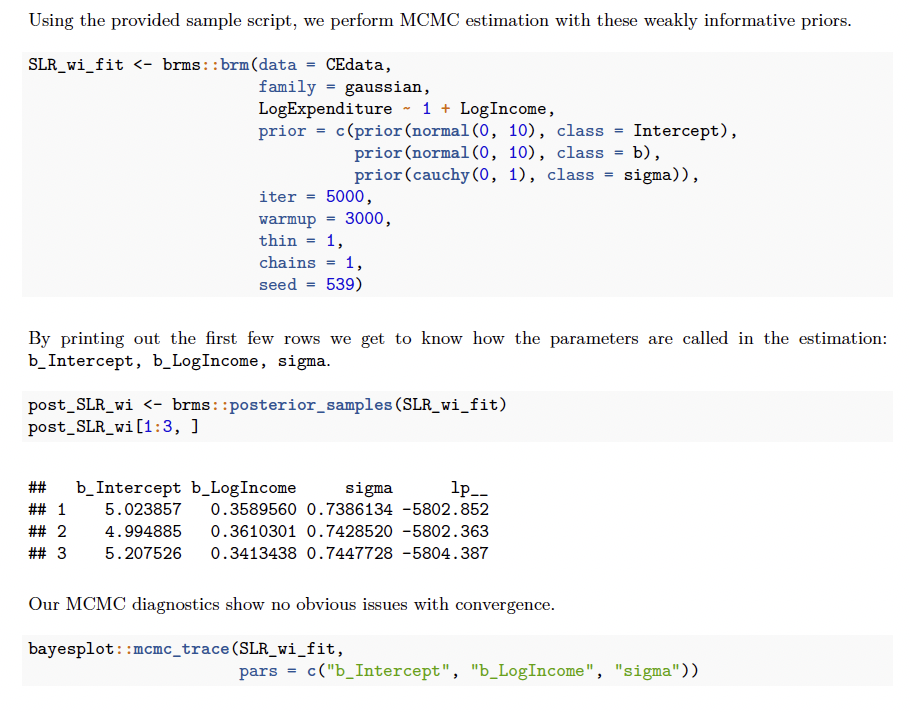 Using the provided sample script, we perform MCMC estimation with these weakly informative priors.
SLR_wi_fit <- brms::brm(data = CEdata,
family = gaussian,
LogExpenditure ~ 1 + LogIncome,
prior = c(prior(normal(0, 10), class = Intercept),
prior(normal(0, 10), class = b),
prior(cauchy(0, 1), class = sigma)),
iter = 5000,
warmup = 3000,
thin = 1,
chains = 1,
seed = 539)
By printing out the first few rows we get to know how the parameters are called in the estimation:
b_Intercept, b_LogIncome, sigma.
post_SLR_wi <- brms::posterior_samples(SLR_wi_fit)
post_SLR_wi[1:3, ]
## b_Intercept b_LogIncome sigma lp__
## 1 5.023857 0.3589560 0.7386134 -5802.852
## 2 4.994885 0.3610301 0.7428520 -5802.363
## 3 5.207526 0.3413438 0.7447728 -5804.387
Our MCMC diagnostics show no obvious issues with convergence.
bayesplot::mcmc_trace(SLR_wi_fit,
pars = c("b_Intercept", "b_LogIncome", "sigma"))